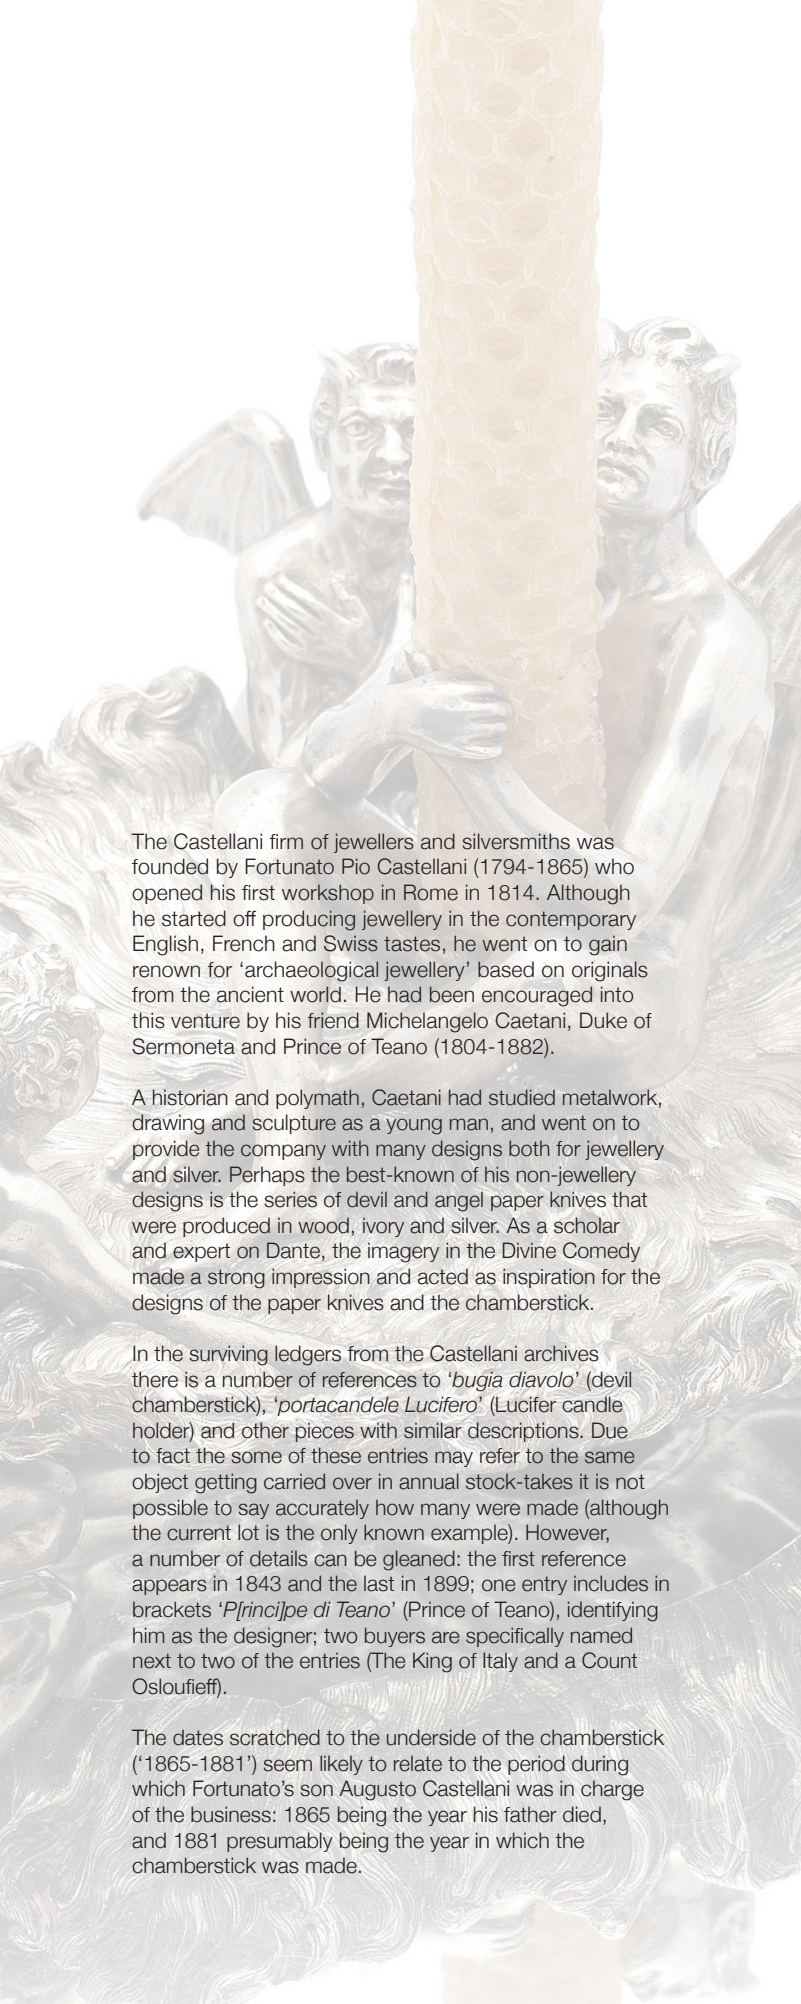 The Castellani firm of jewellers and silversmiths was
founded by Fortunato Pio Castellani (1794-1865) who
opened his first workshop in Rome in 1814. Although
he started off producing jewellery in the contemporary
English, French and Swiss tastes, he went on to gain
renown for ‘archaeological jewellery’ based on originals
from the ancient world. He had been encouraged into
this venture by his friend Michelangelo Caetani, Duke of
Sermoneta and Prince of Teano (1804-1882).

A historian and polymath, Caetani had studied metalwork,
drawing and sculpture as a young man, and went on to
provide the company with many designs both for jewellery
and silver. Perhaps the best-known of his non-jewellery
designs is the series of devil and angel paper knives that
were produced in wood, ivory and silver. As a scholar
and expert on Dante, the imagery in the Divine Comedy
made a strong impression and acted as inspiration for the
designs of the paper knives and the chamberstick.

In the surviving ledgers from the Castellani archives
there is a number of references to ‘bugia diavolo’ (devil
chamberstick), ‘portacandele Lucifero’ (Lucifer candle
holder) and other pieces with similar descriptions. Due
to fact the some of these entries may refer to the same
object getting carried over in annual stock-takes it is not
possible to say accurately how many were made (although
the current lot is the only known example). However,
a number of details can be gleaned: the first reference
appears in 1843 and the last in 1899; one entry includes in
brackets ‘P[rinci]pe di Teano’ (Prince of Teano), identifying
him as the designer; two buyers are specifically named
next to two of the entries (The King of Italy and a Count
Osloufieff).

The dates scratched to the underside of the chamberstick
(‘1865-1881’) seem likely to relate to the period during
which Fortunato’s son Augusto Castellani was in charge
of the business: 1865 being the year his father died,
and 1881 presumably being the year in which the
chamberstick was made.